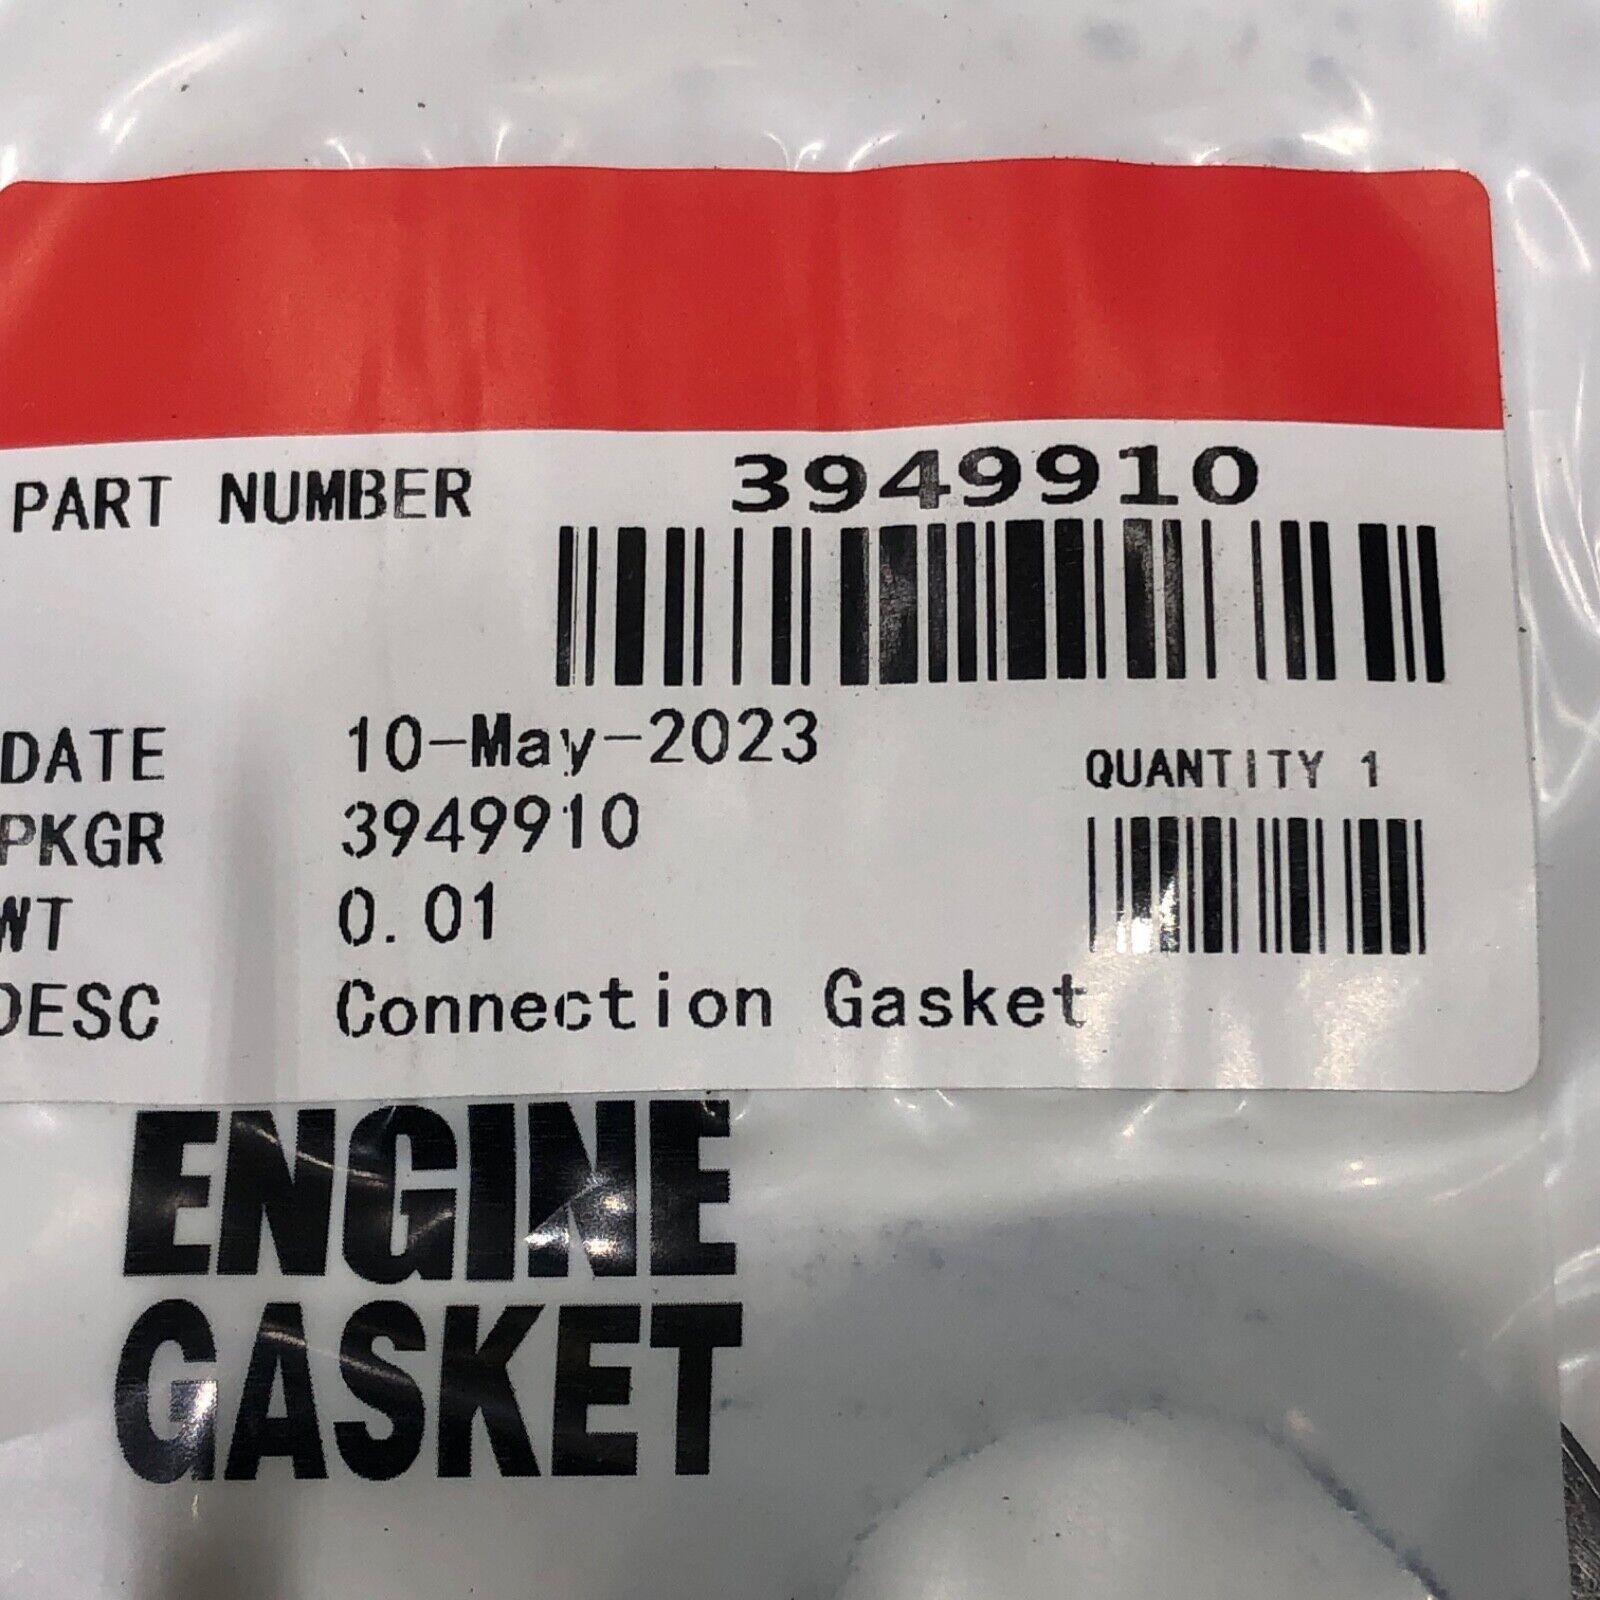 PART NUMBER 3949910
DATE 10-May-2023
QUANTITY 1
PKGR 3949910
WT 0.01
DESC Connection Gasket
ENGINE
GASKET